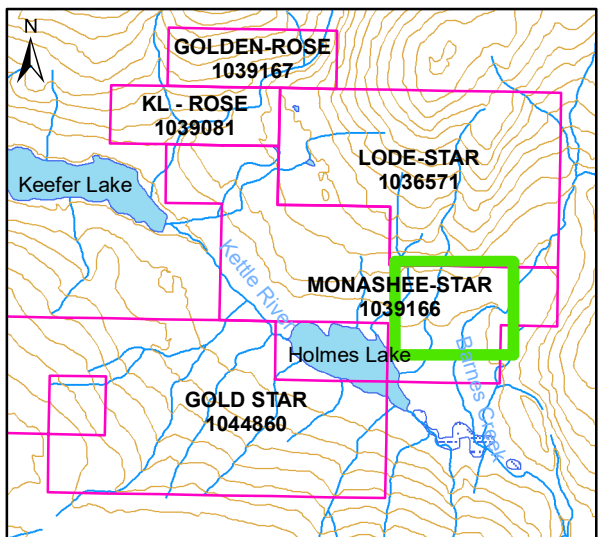 N
GOLDEN-ROSE
1039167
KL - ROSE
1039081
LODE-STAR
1036571
Keefer Lake
Kettle River
MONASHEE-STAR
1039166
Holmes Lake
Barnes Creek
GOLD STAR
1044860